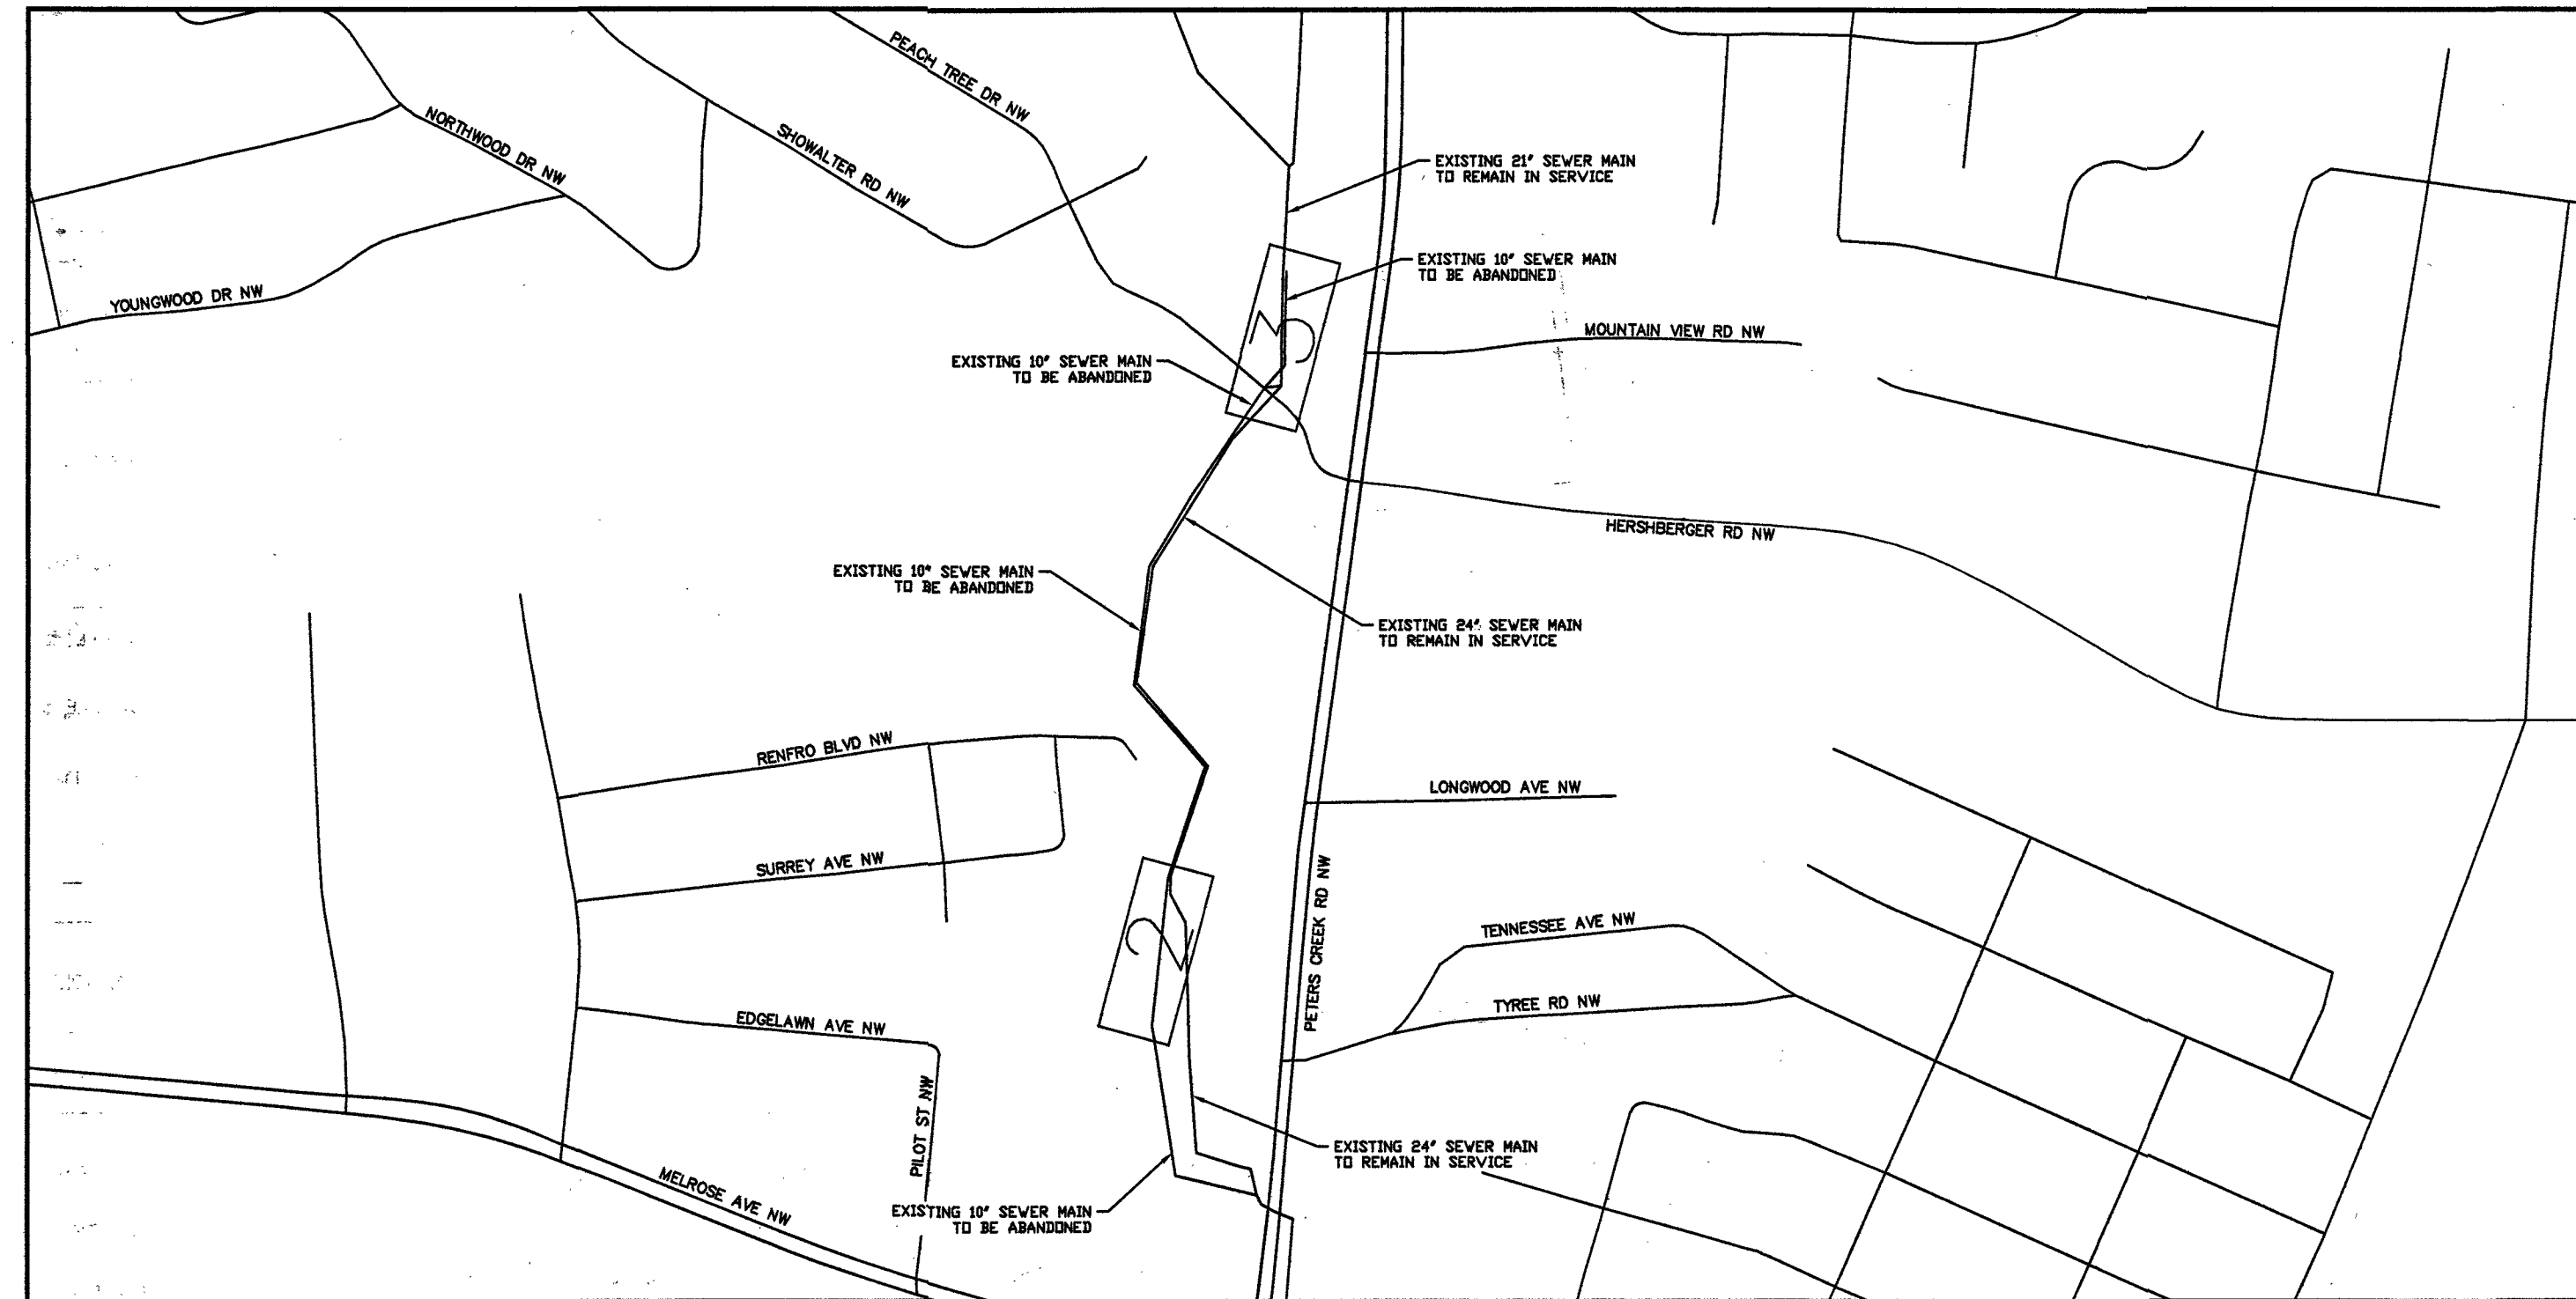 PEACH TREE DR NW
NORTHWOOD DR NW
SHOWALTER RD NW
EXISTING 21" SEWER MAIN
TO REMAIN IN SERVICE
EXISTING 10" SEWER MAIN
TO BE ABANDONED
YOUNGWOOD DR NW
3
MOUNTAIN VIEW RD NW
EXISTING 10" SEWER MAIN
TO BE ABANDONED
HERSHBERGER RD NW
EXISTING 10" SEWER MAIN
TO BE ABANDONED
EXISTING 24" SEWER MAIN
TO REMAIN IN SERVICE
RENFRO BLVD NW
LONGWOOD AVE NW
SURREY AVE NW
PETERS CREEK RD NW
2
TENNESSEE AVE NW
TYREE RD NW
EDGELAWN AVE NW
PILOT ST NW
EXISTING 24" SEWER MAIN
TO REMAIN IN SERVICE
MELROSE AVE NW
EXISTING 10" SEWER MAIN
TO BE ABANDONED